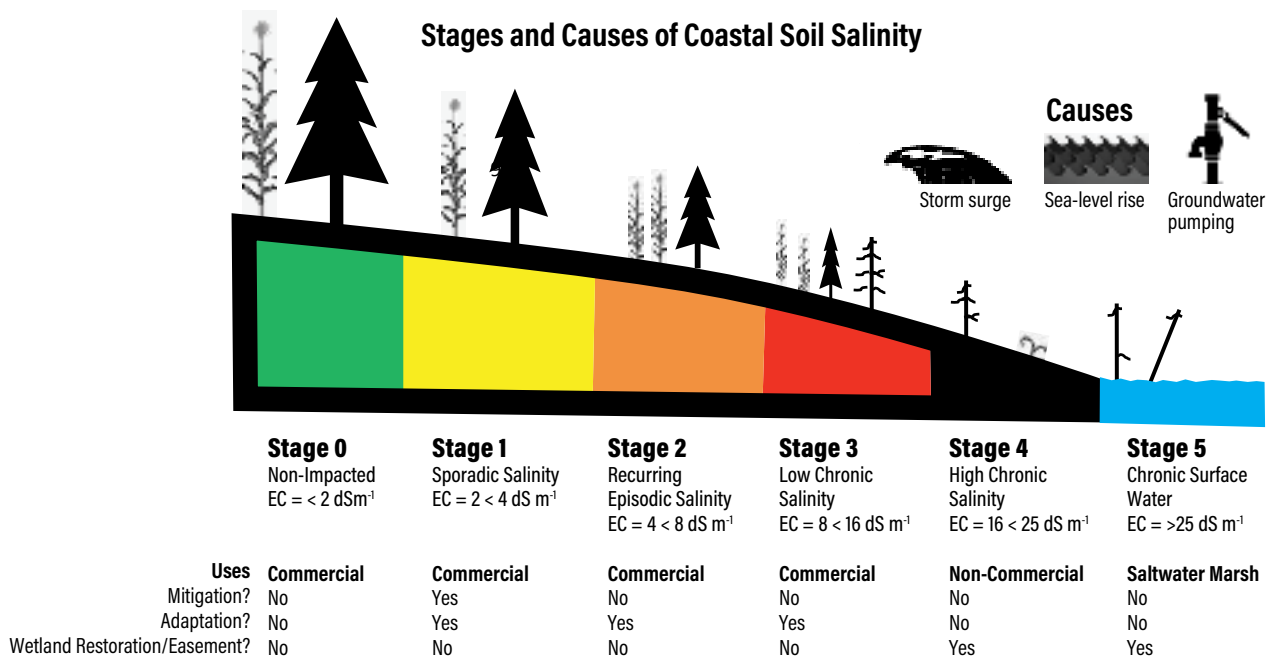 Stages and Causes of Coastal Soil Salinity
Causes
Storm surge
Sea-level rise
Groundwater
pumping
Stage 0
Non-Impacted
EC = < 2 dSm-1
Stage 1
Sporadic Salinity
EC = 2 < 4 dS m-1
Stage 2
Recurring
Episodic Salinity
EC = 4 < 8 dS m-1
Stage 3
Low Chronic
Salinity
EC = 8 < 16 dS m-1
Stage 4
High Chronic
Salinity
EC = 16 < 25 dS m-1
Stage 5
Chronic Surface
Water
EC = >25 dS m-1
Uses Commercial Commercial Commercial Commercial Non-Commercial Saltwater Marsh
Mitigation? No Yes No No No No
Adaptation? No Yes Yes Yes No No
Wetland Restoration/Easement? No No No No Yes Yes